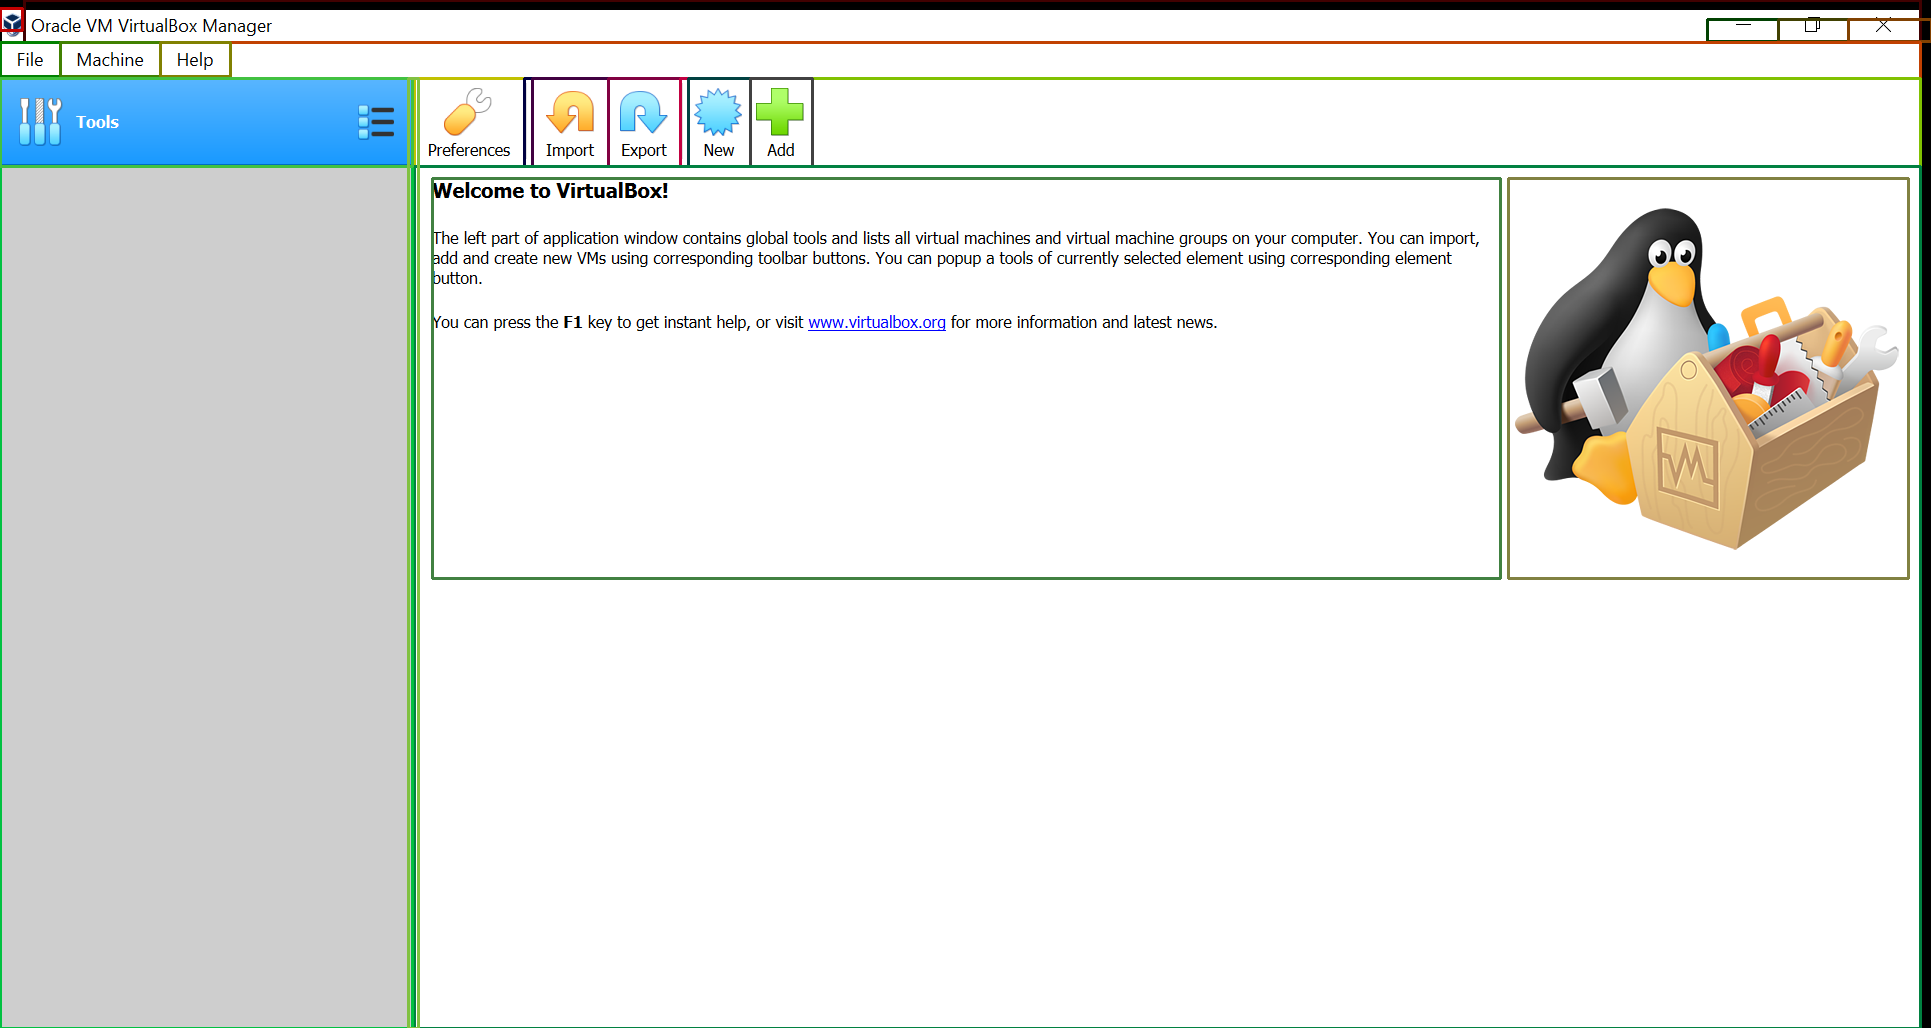 Oracle VM VirtualBox Manager
File Machine Help
Tools
Preferences Import Export New Add
Welcome to VirtualBox!
The left part of application window contains global tools and lists all virtual machines and virtual machine groups on your computer. You can import,
add and create new VMs using corresponding toolbar buttons. You can popup a tools of currently selected element using corresponding element
button.
You can press the F1 key to get instant help, or visit www.virtualbox.org for more information and latest news.